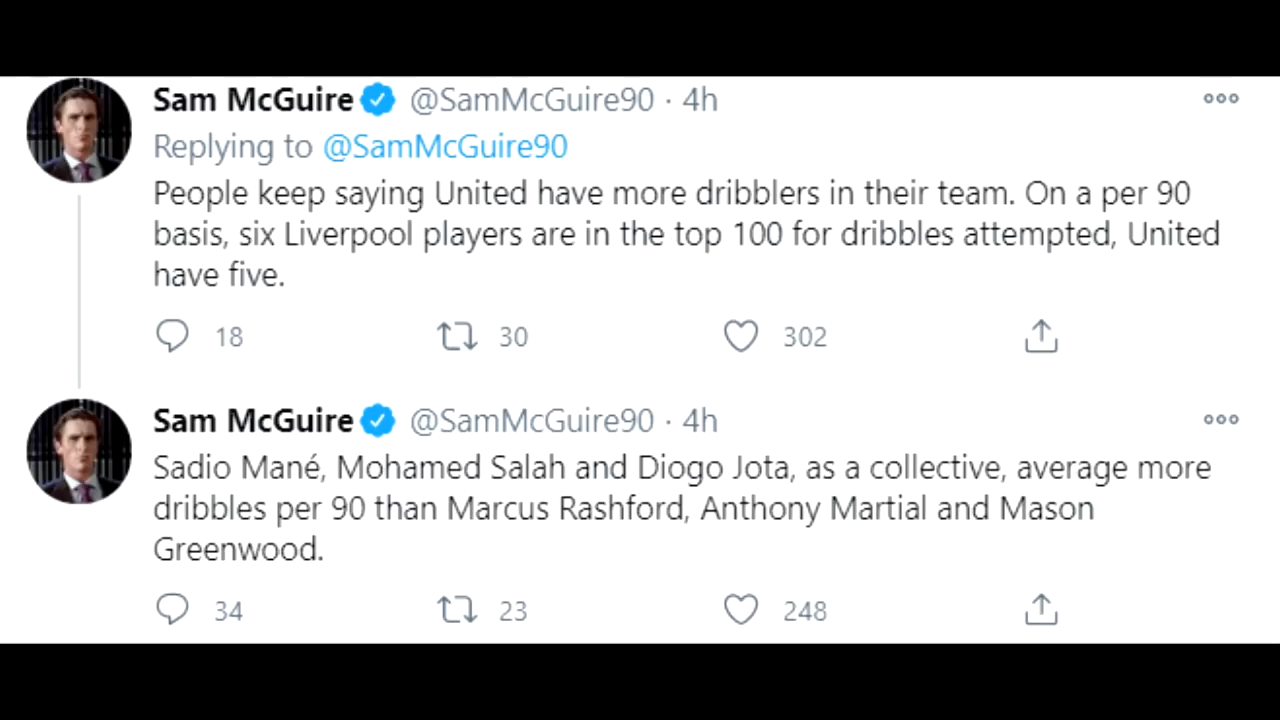 Sam McGuire @SamMcGuire90 · 4h
Replying to @SamMcGuire90
People keep saying United have more dribblers in their team. On a per 90
basis, six Liverpool players are in the top 100 for dribbles attempted, United
have five.
18 30 302
Sam McGuire @SamMcGuire90 · 4h
Sadio Mané, Mohamed Salah and Diogo Jota, as a collective, average more
dribbles per 90 than Marcus Rashford, Anthony Martial and Mason
Greenwood.
34 23 248